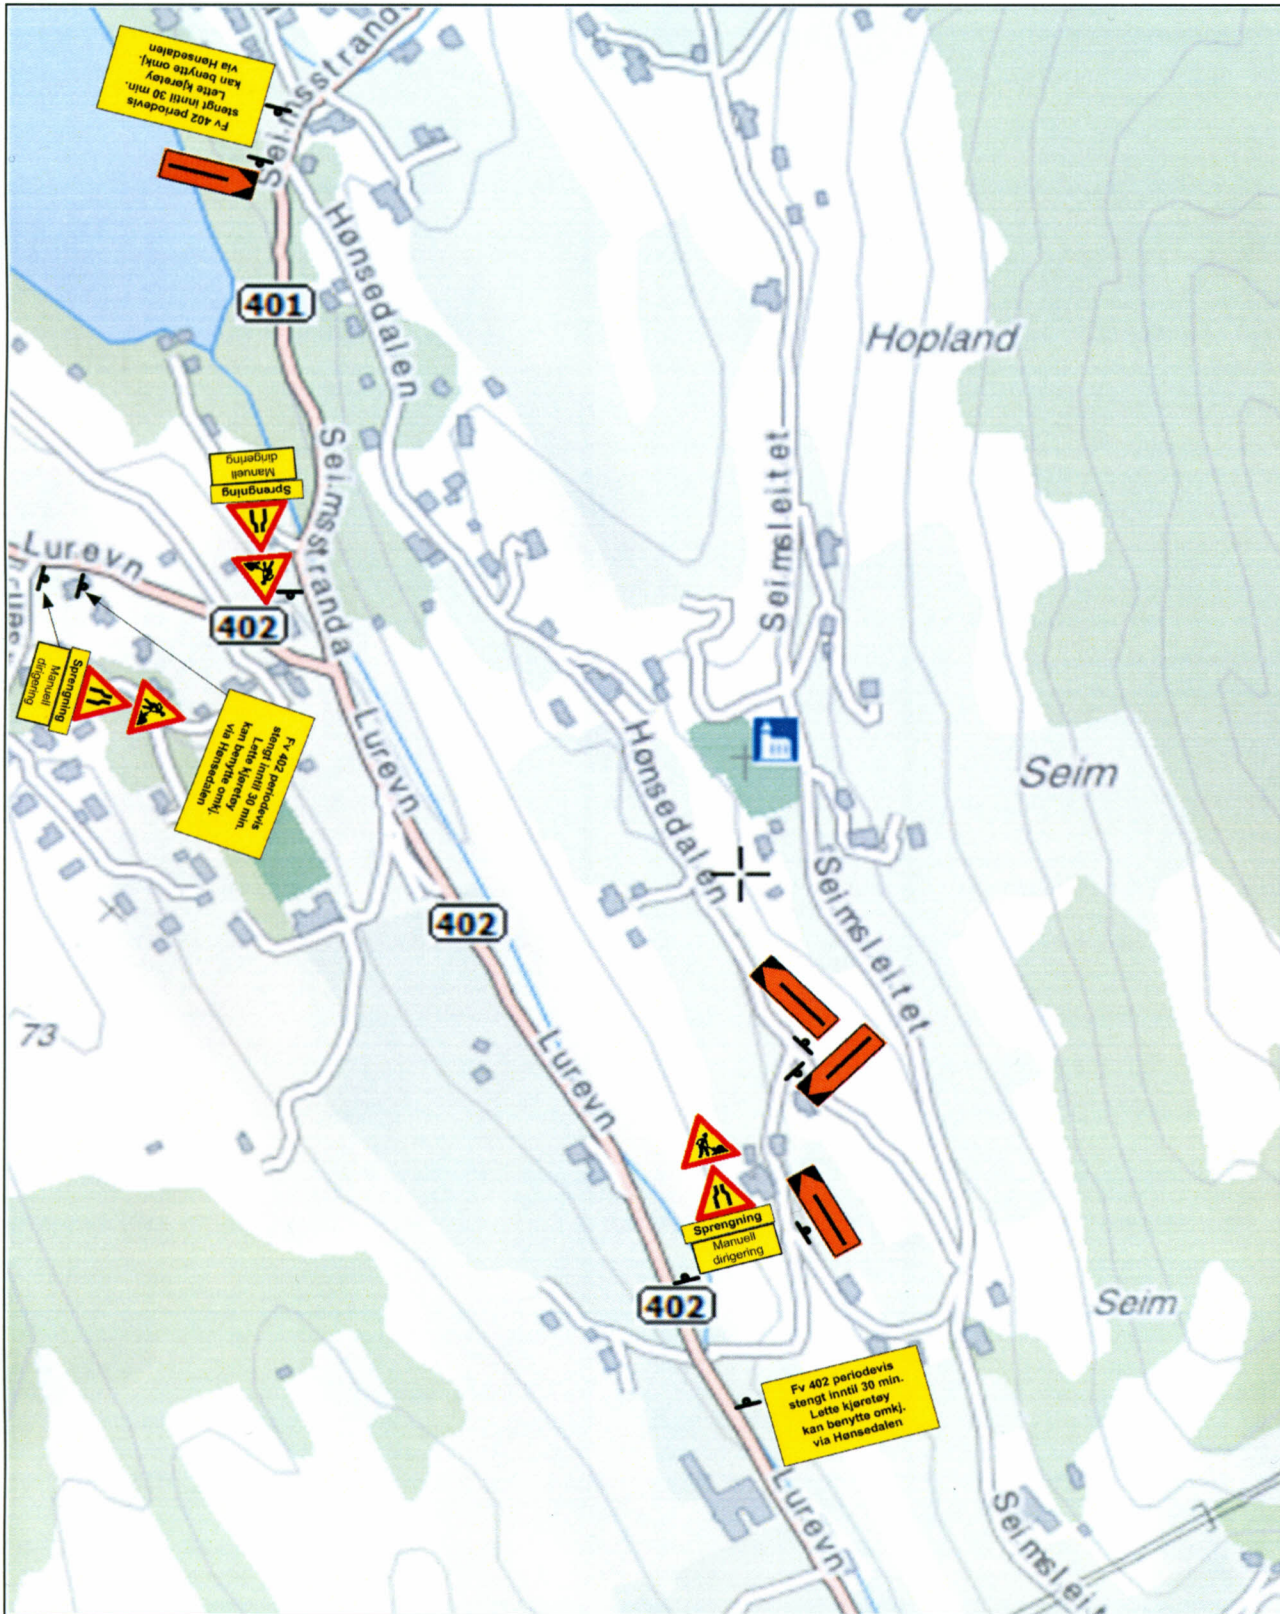 Fv 402 periodevis
stengt inntil 30 min.
Lette kjøretøy
kan benytte omkj.
via Hønsedalen
Seimsstranda
Hønsedalen
401
Hopland
Seimsstranda
Sprengning
Manuell
dirigering
Seimsleitet
Lurevn
402
Sprengning
Manuell
dirigering
Fv 402 periodevis
stengt inntil 30 min.
Lette kjøretøy
kan benytte omkj.
via Hønsedalen
Lurevn
Hønsedalen
Seim
Seimsleitet
402
73
Lurevn
Sprengning
Manuell
dirigering
402
Seim
Fv 402 periodevis
stengt inntil 30 min.
Lette kjøretøy
kan benytte omkj.
via Hønsedalen
Lurevn
Seimsleit